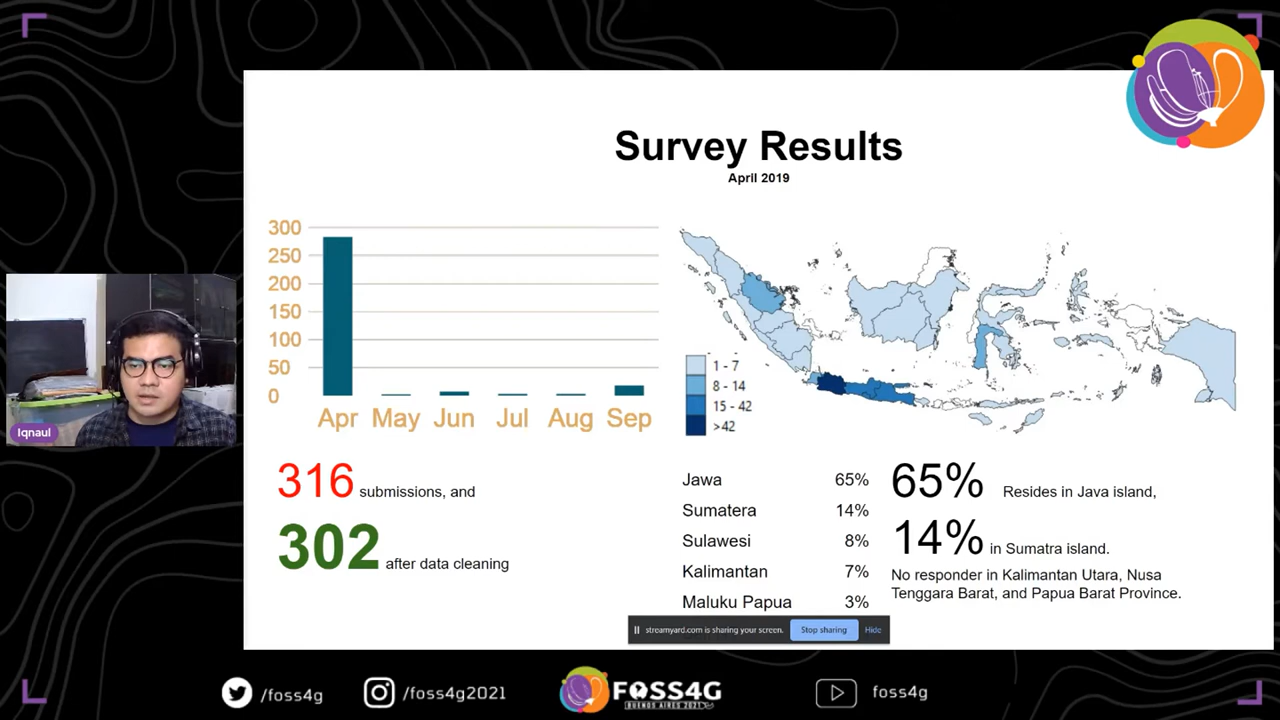 Survey Results
April 2019
300
250
200
150
100
50
0
Apr May Jun Jul Aug Sep
1 - 7
8 - 14
15 - 42
>42
316 submissions, and
302 after data cleaning
Jawa 65%
Sumatera 14%
Sulawesi 8%
Kalimantan 7%
Maluku Papua 3%
65% Resides in Java island,
14% in Sumatra island.
No responder in Kalimantan Utara, Nusa
Tenggara Barat, and Papua Barat Province.
streamyard.com is sharing your screen. Stop sharing Hide
Iqnaul
/foss4g
/foss4g2021
FOSS4G
BUENOS AIRES 2021
foss4g